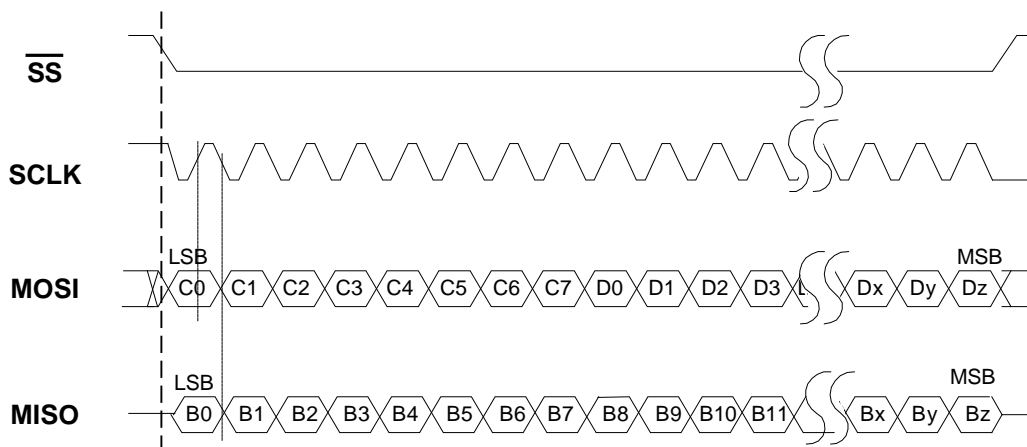 SS
SCLK
LSB
MSB
MOSI
C0 C1 C2 C3 C4 C5 C6 C7 D0 D1 D2 D3 Dx Dy Dz
LSB
MSB
MISO
B0 B1 B2 B3 B4 B5 B6 B7 B8 B9 B10 B11 Bx By Bz